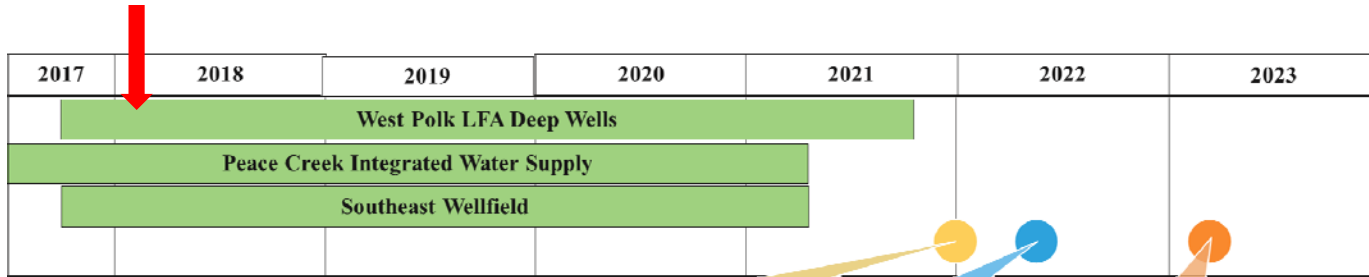 2017 2018 2019 2020 2021 2022 2023
West Polk LFA Deep Wells
Peace Creek Integrated Water Supply
Southeast Wellfield